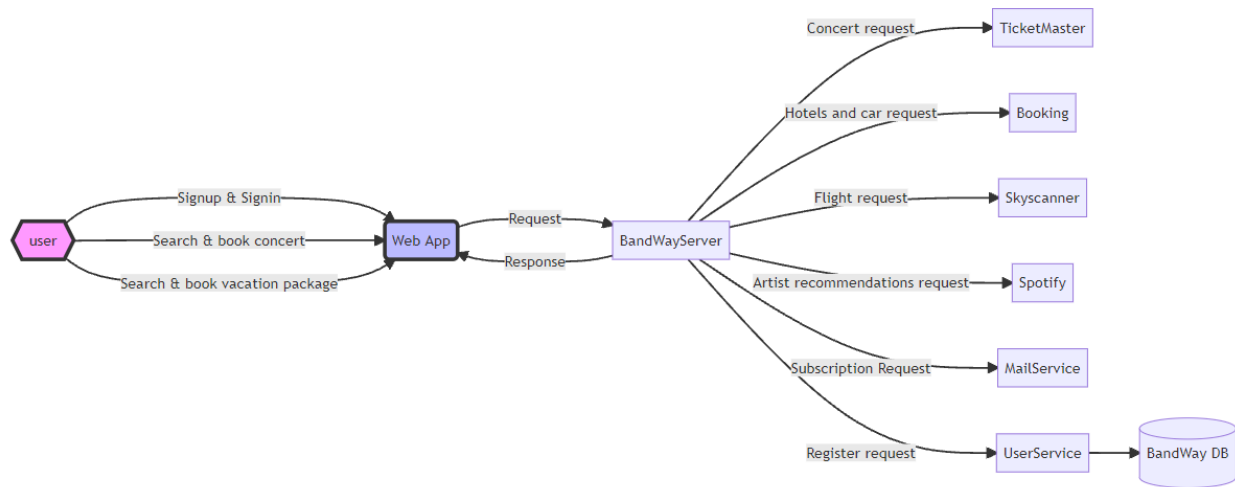 Concert request
TicketMaster
Hotels and car request
Booking
Signup & Signin
Flight request
Skyscanner
Request
user
Search & book concert
Web App
BandWayServer
Response
Search & book vacation package
Artist recommendations request
Spotify
Subscription Request
MailService
Register request
UserService
BandWay DB